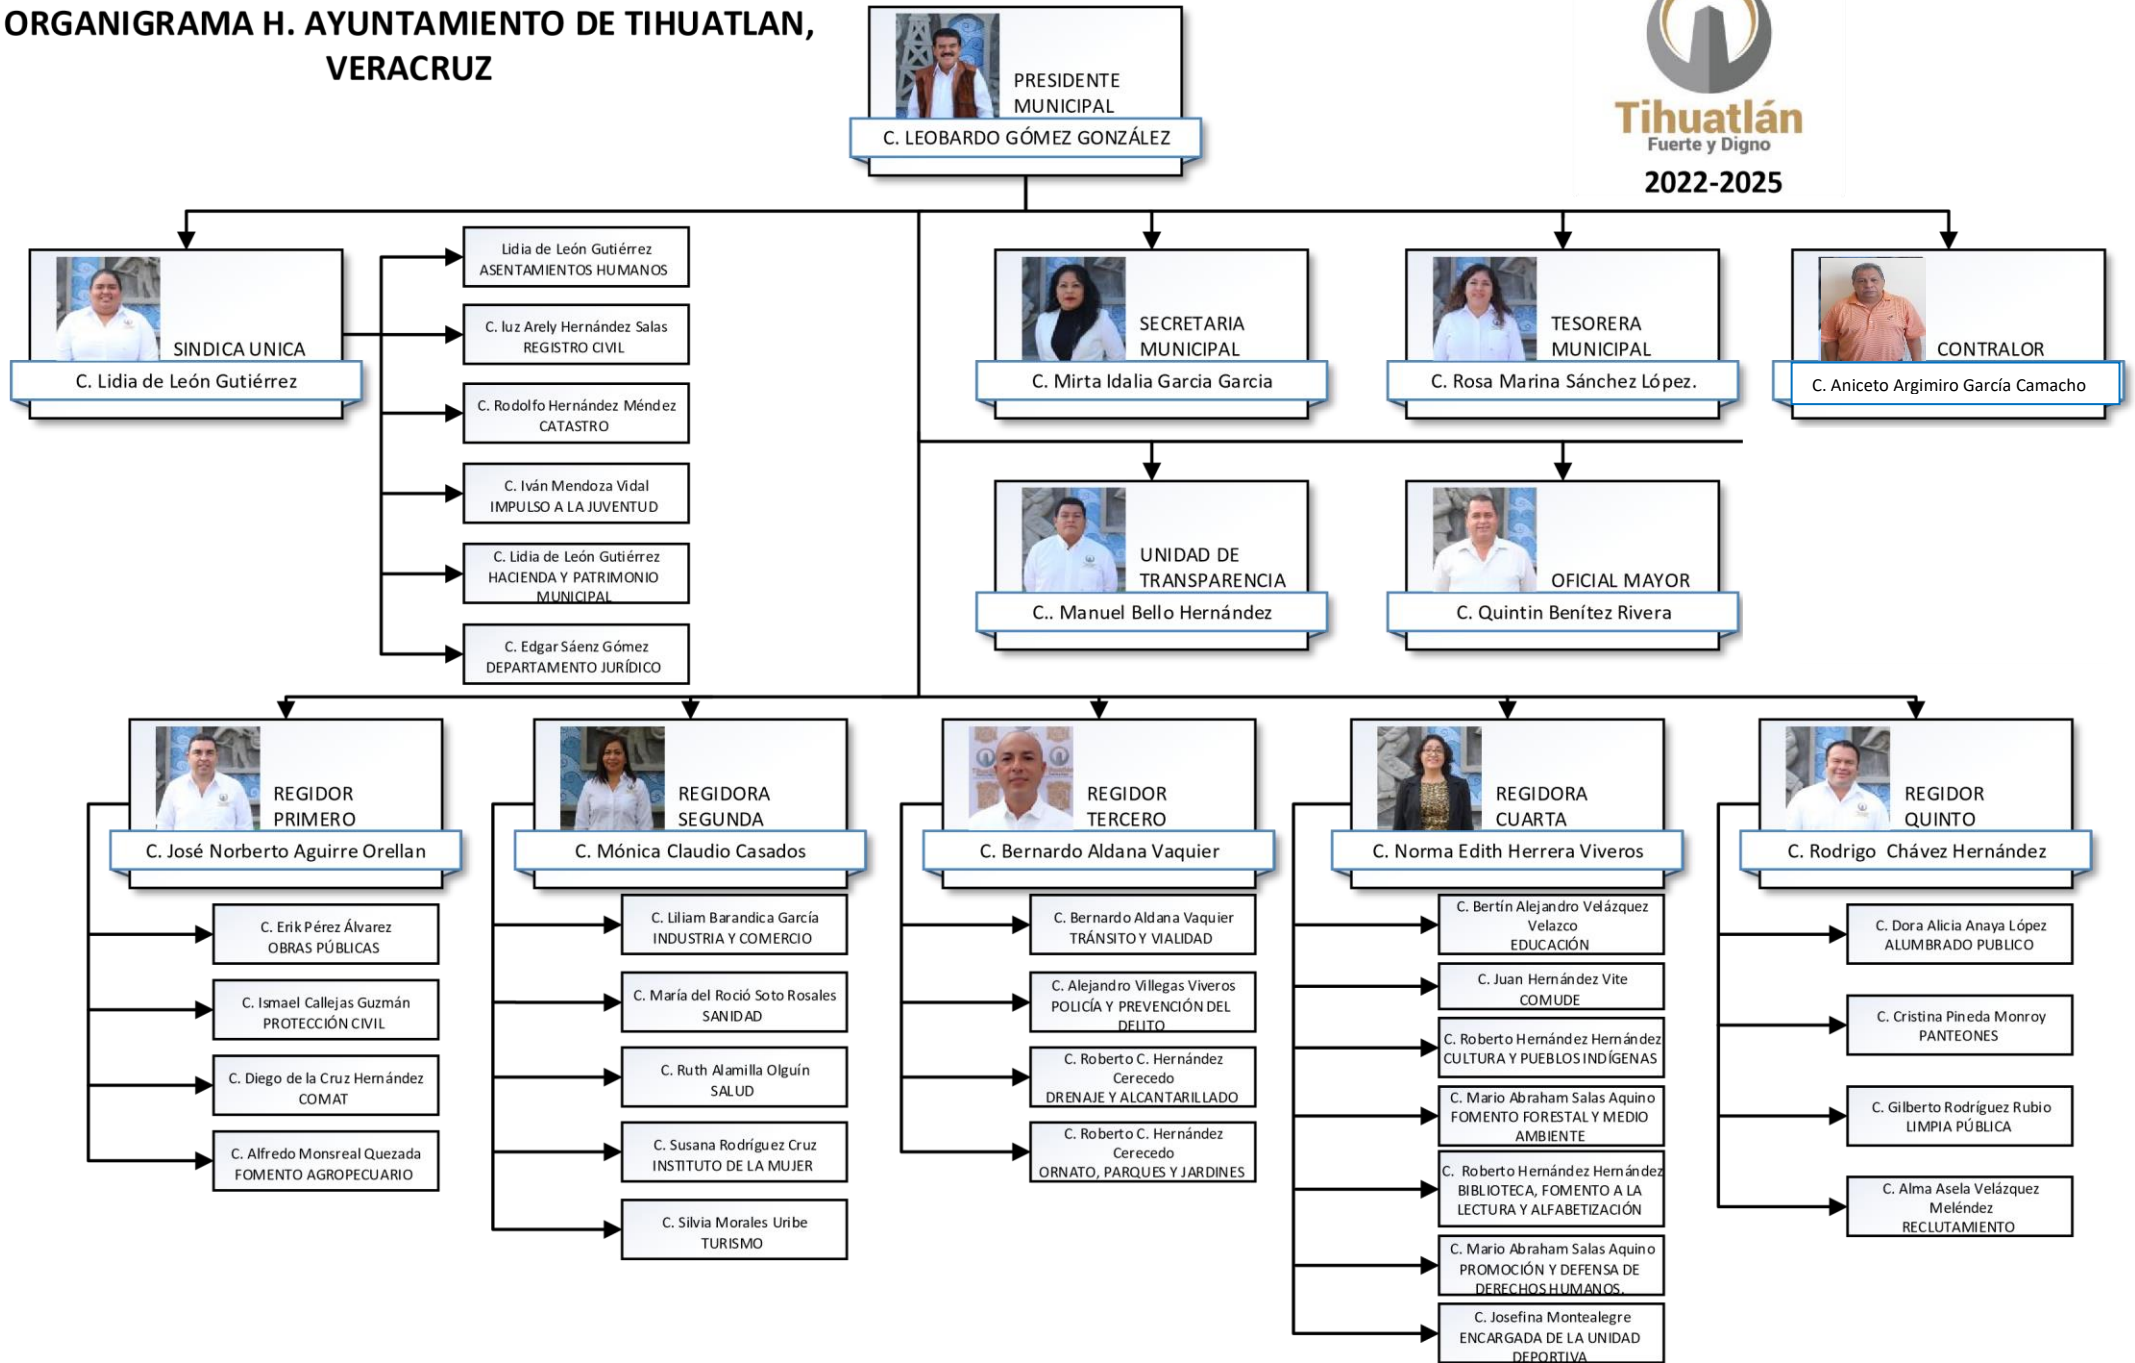 ORGANIGRAMA H. AYUNTAMIENTO DE TIHUATLAN,
VERACRUZ
PRESIDENTE
MUNICIPAL
C. LEOBARDO GÓMEZ GONZÁLEZ
Tihuatlán
Fuerte y Digno
2022-2025
SINDICA UNICA
C. Lidia de León Gutiérrez
Lidia de León Gutiérrez
ASENTAMIENTOS HUMANOS
C. luz Arely Hernández Salas
REGISTRO CIVIL
C. Rodolfo Hernández Méndez
CATASTRO
C. Iván Mendoza Vidal
IMPULSO A LA JUVENTUD
C. Lidia de León Gutiérrez
HACIENDA Y PATRIMONIO
MUNICIPAL
C. Edgar Sáenz Gómez
DEPARTAMENTO JURÍDICO
SECRETARIA
MUNICIPAL
C. Mirta Idalia Garcia Garcia
TESORERA
MUNICIPAL
C. Rosa Marina Sánchez López.
CONTRALOR
C. Aniceto Argimiro García Camacho
UNIDAD DE
TRANSPARENCIA
C.. Manuel Bello Hernández
OFICIAL MAYOR
C. Quintin Benítez Rivera
REGIDOR
PRIMERO
C. José Norberto Aguirre Orellan
C. Erik Pérez Álvarez
OBRAS PÚBLICAS
C. Ismael Callejas Guzmán
PROTECCIÓN CIVIL
C. Diego de la Cruz Hernández
COMAT
C. Alfredo Monsreal Quezada
FOMENTO AGROPECUARIO
REGIDORA
SEGUNDA
C. Mónica Claudio Casados
C. Liliam Barandica García
INDUSTRIA Y COMERCIO
C. María del Roció Soto Rosales
SANIDAD
C. Ruth Alamilla Olguín
SALUD
C. Susana Rodríguez Cruz
INSTITUTO DE LA MUJER
C. Silvia Morales Uribe
TURISMO
REGIDOR
TERCERO
C. Bernardo Aldana Vaquier
C. Bernardo Aldana Vaquier
TRÁNSITO Y VIALIDAD
C. Alejandro Villegas Viveros
POLICÍA Y PREVENCIÓN DEL
DELITO
C. Roberto C. Hernández
Cerecedo
DRENAJE Y ALCANTARILLADO
C. Roberto C. Hernández
Cerecedo
ORNATO, PARQUES Y JARDINES
REGIDORA
CUARTA
C. Norma Edith Herrera Viveros
C. Bertín Alejandro Velázquez
Velazco
EDUCACIÓN
C. Juan Hernández Vite
COMUDE
C. Roberto Hernández Hernández
CULTURA Y PUEBLOS INDÍGENAS
C. Mario Abraham Salas Aquino
FOMENTO FORESTAL Y MEDIO
AMBIENTE
C. Roberto Hernández Hernández
BIBLIOTECA, FOMENTO A LA
LECTURA Y ALFABETIZACIÓN
C. Mario Abraham Salas Aquino
PROMOCIÓN Y DEFENSA DE
DERECHOS HUMANOS.
C. Josefina Montealegre
ENCARGADA DE LA UNIDAD
DEPORTIVA
REGIDOR
QUINTO
C. Rodrigo Chávez Hernández
C. Dora Alicia Anaya López
ALUMBRADO PUBLICO
C. Cristina Pineda Monroy
PANTEONES
C. Gilberto Rodríguez Rubio
LIMPIA PÚBLICA
C. Alma Asela Velázquez
Meléndez
RECLUTAMIENTO